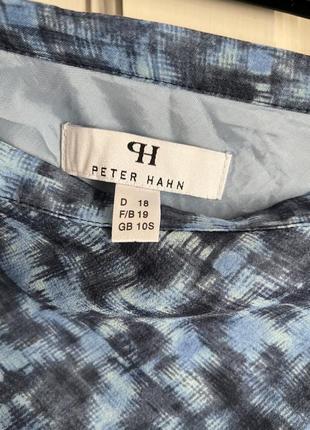 PH
PETER HAHN
D 18
F/B 19
GB 10S